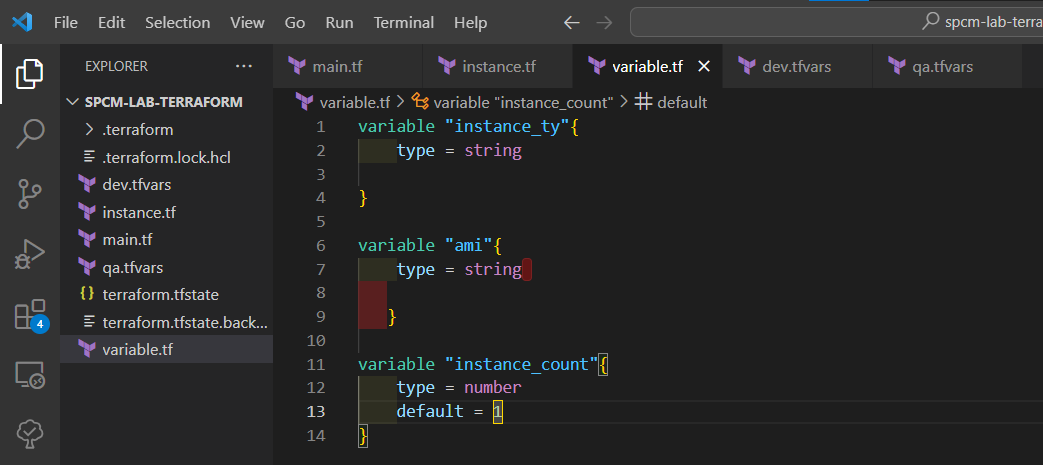 File Edit Selection View Go Run Terminal Help ← → spcm-lab-terra
EXPLORER ...
main.tf instance.tf variable.tf × dev.tfvars qa.tfvars
SPCM-LAB-TERRAFORM
.terraform
.terraform.lock.hcl
dev.tfvars
instance.tf
main.tf
qa.tfvars
{} terraform.tfstate
terraform.tfstate.back...
variable.tf
4
variable.tf > variable "instance_count" > # default
1 variable "instance_ty"{
2 type = string
3
4 }
5
6 variable "ami"{
7 type = string
8
9 }
10
11 variable "instance_count"{
12 type = number
13 default = 1
14 }